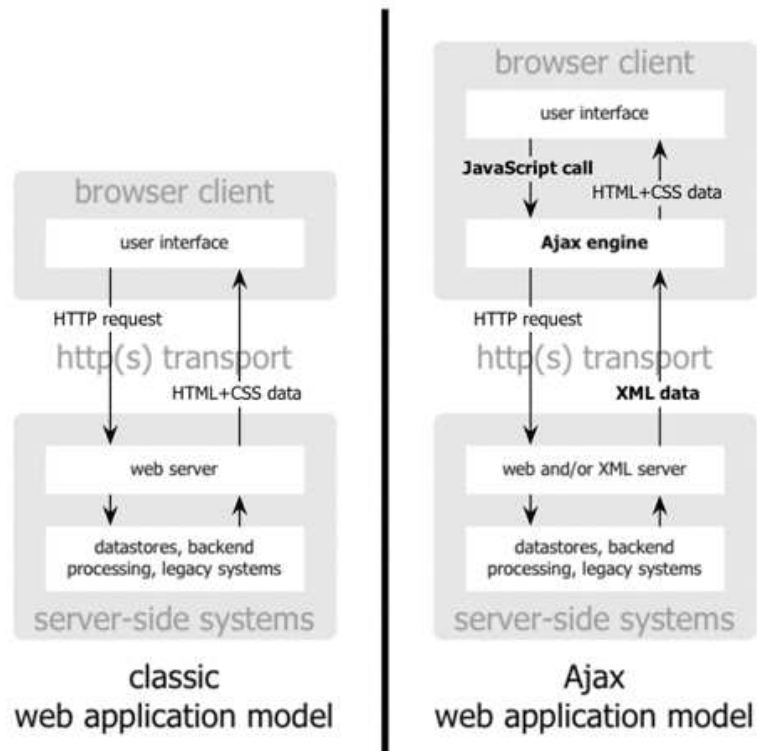 browser client
user interface
HTTP request
http(s) transport
HTML+CSS data
web server
datastores, backend
processing, legacy systems
server-side systems
classic
web application model
browser client
user interface
JavaScript call
HTML+CSS data
Ajax engine
HTTP request
http(s) transport
XML data
web and/or XML server
datastores, backend
processing, legacy systems
server-side systems
Ajax
web application model